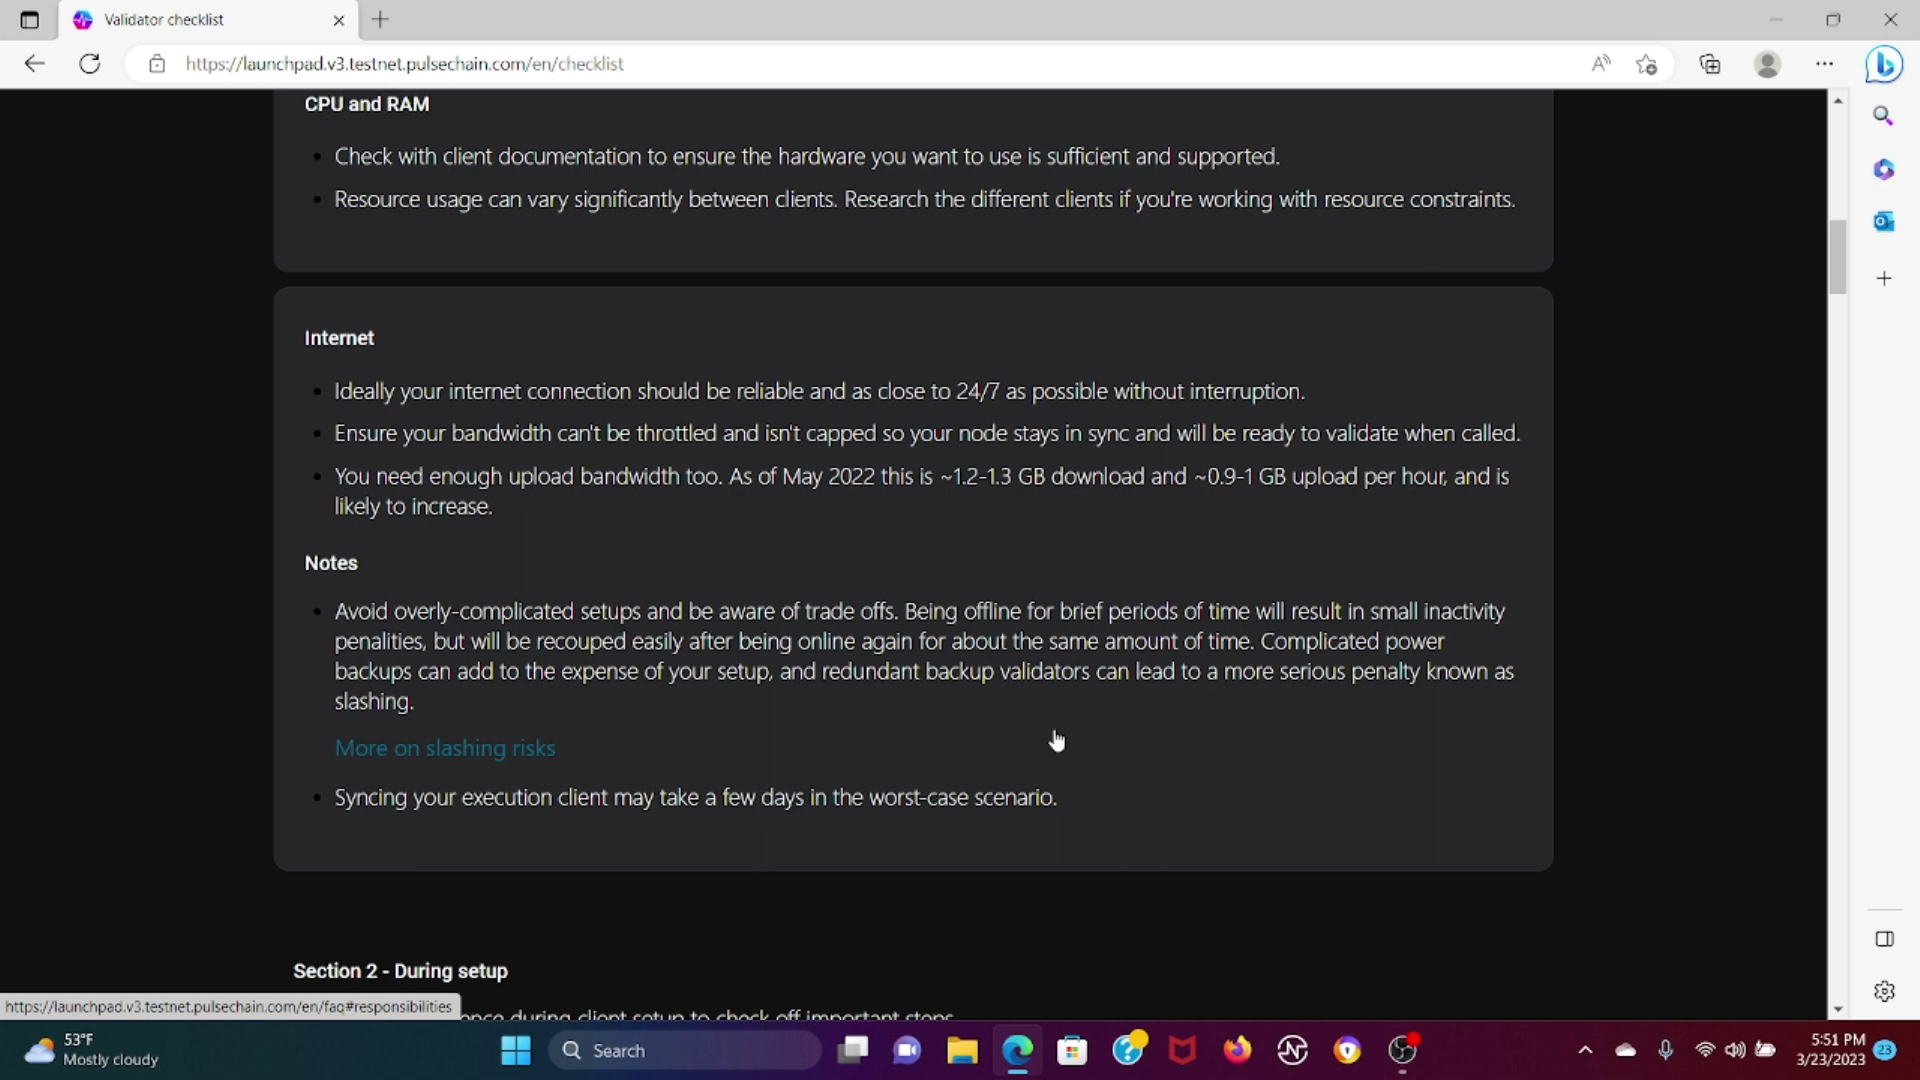 Validator checklist
https://launchpad.v3.testnet.pulsechain.com/en/checklist
CPU and RAM
Check with client documentation to ensure the hardware you want to use is sufficient and supported.
Resource usage can vary significantly between clients. Research the different clients if you're working with resource constraints.
Internet
Ideally your internet connection should be reliable and as close to 24/7 as possible without interruption.
Ensure your bandwidth can't be throttled and isn't capped so your node stays in sync and will be ready to validate when called.
You need enough upload bandwidth too. As of May 2022 this is ~1.2-1.3 GB download and ~0.9-1 GB upload per hour, and is
likely to increase.
Notes
Avoid overly-complicated setups and be aware of trade offs. Being offline for brief periods of time will result in small inactivity
penalities, but will be recouped easily after being online again for about the same amount of time. Complicated power
backups can add to the expense of your setup, and redundant backup validators can lead to a more serious penalty known as
slashing.
More on slashing risks
Syncing your execution client may take a few days in the worst-case scenario.
Section 2 - During setup
https://launchpad.v3.testnet.pulsechain.com/en/faq#responsibilities
during client setup to check off important steps
53°F
Mostly cloudy
Search
5:51 PM
3/23/2023
23